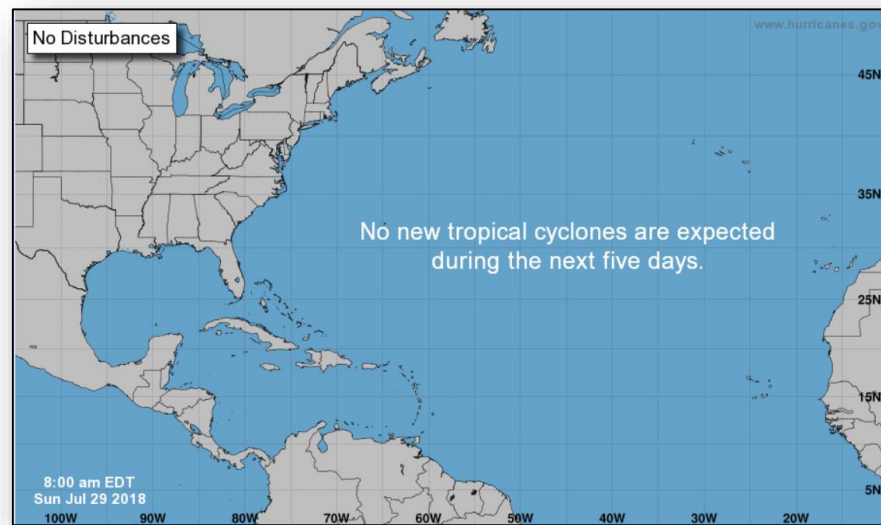 No Disturbances
www.hurricanes.gov
45N
35N
No new tropical cyclones are expected
during the next five days.
25N
15N
8:00 am EDT
Sun Jul 29 2018
5N
100W 90W 80W 70W 60W 50W 40W 30W 20W